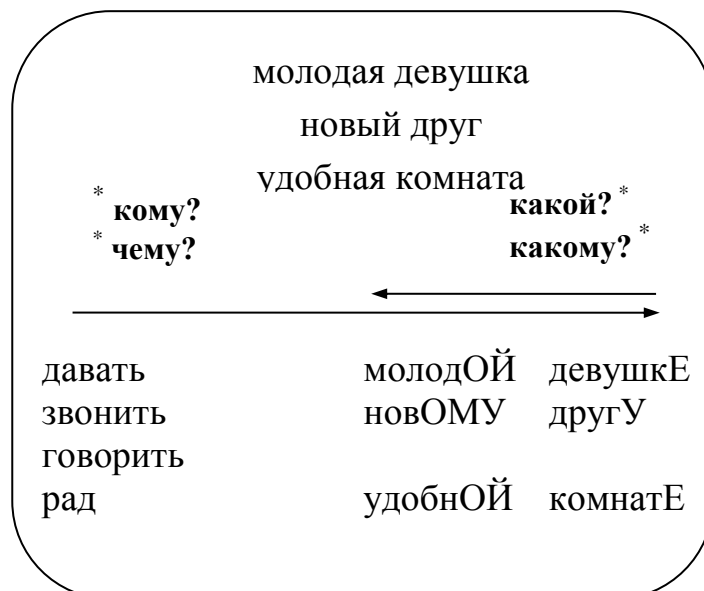 молодая девушка
новый друг
удобная комната
* кому? какой? *
* чему? какому? *
давать молодОЙ девушкЕ
звонить новОМУ другУ
говорить
рад удобнОЙ комнатЕ